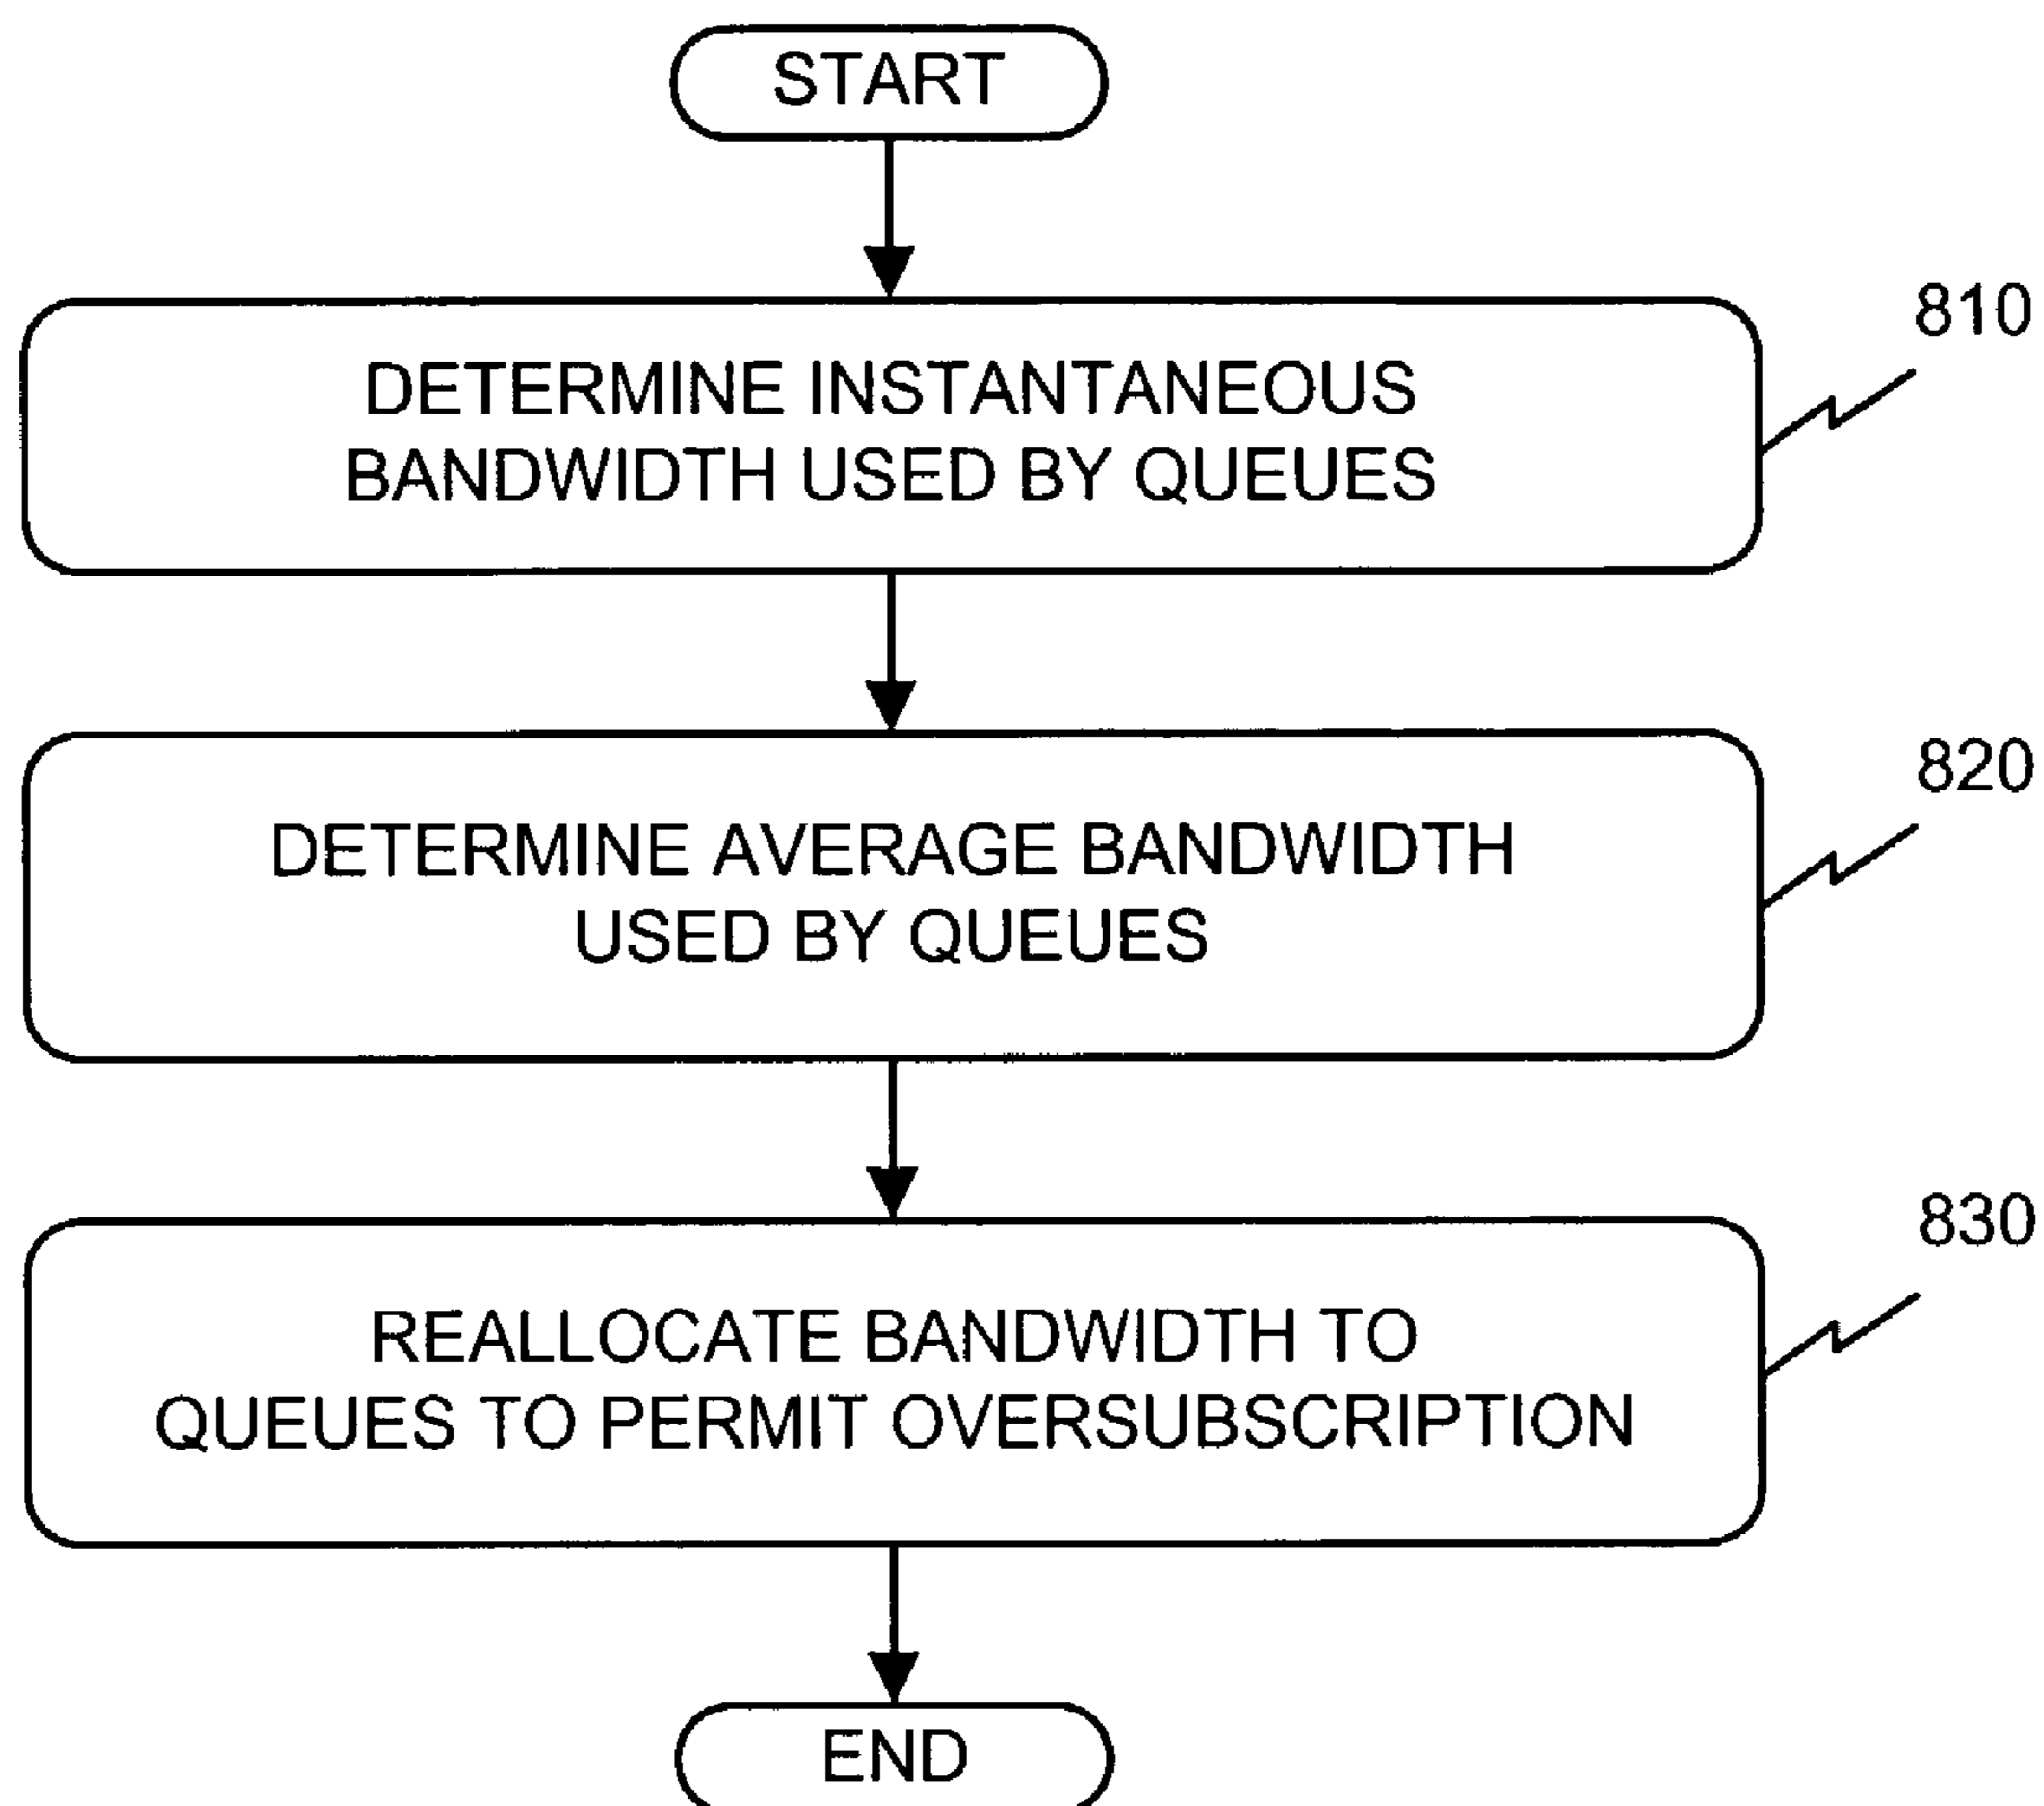 START
810
DETERMINE INSTANTANEOUS
BANDWIDTH USED BY QUEUES
820
DETERMINE AVERAGE BANDWIDTH
USED BY QUEUES
830
REALLOCATE BANDWIDTH TO
QUEUES TO PERMIT OVERSUBSCRIPTION
END